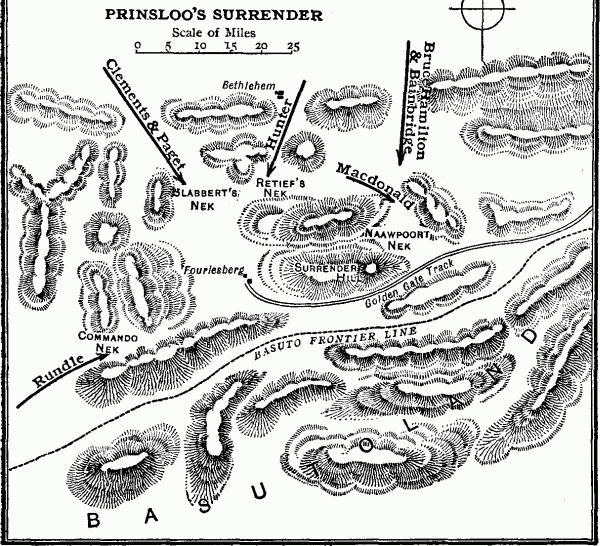 PRINSLOO'S SURRENDER
Scale of Miles
0 5 10 15 20 25
Clements & Paget
Bethlehem
Hunter
Bruce Hamilton
& Bainbridge
Macdonald
SLABBERT'S
NEK
RETIEF'S
NEK
NAAWPOORT
NEK
Fouriesberg
SURRENDER
HILL
Golden Gate Track
COMMANDO
NEK
Rundle
BASUTO FRONTIER LINE
BASUTOLAND